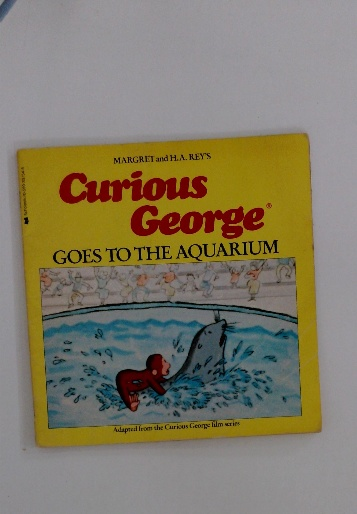 MARGRET and H.A. REY'S
Curious
George®
GOES TO THE AQUARIUM
Adapted from the Curious George film series